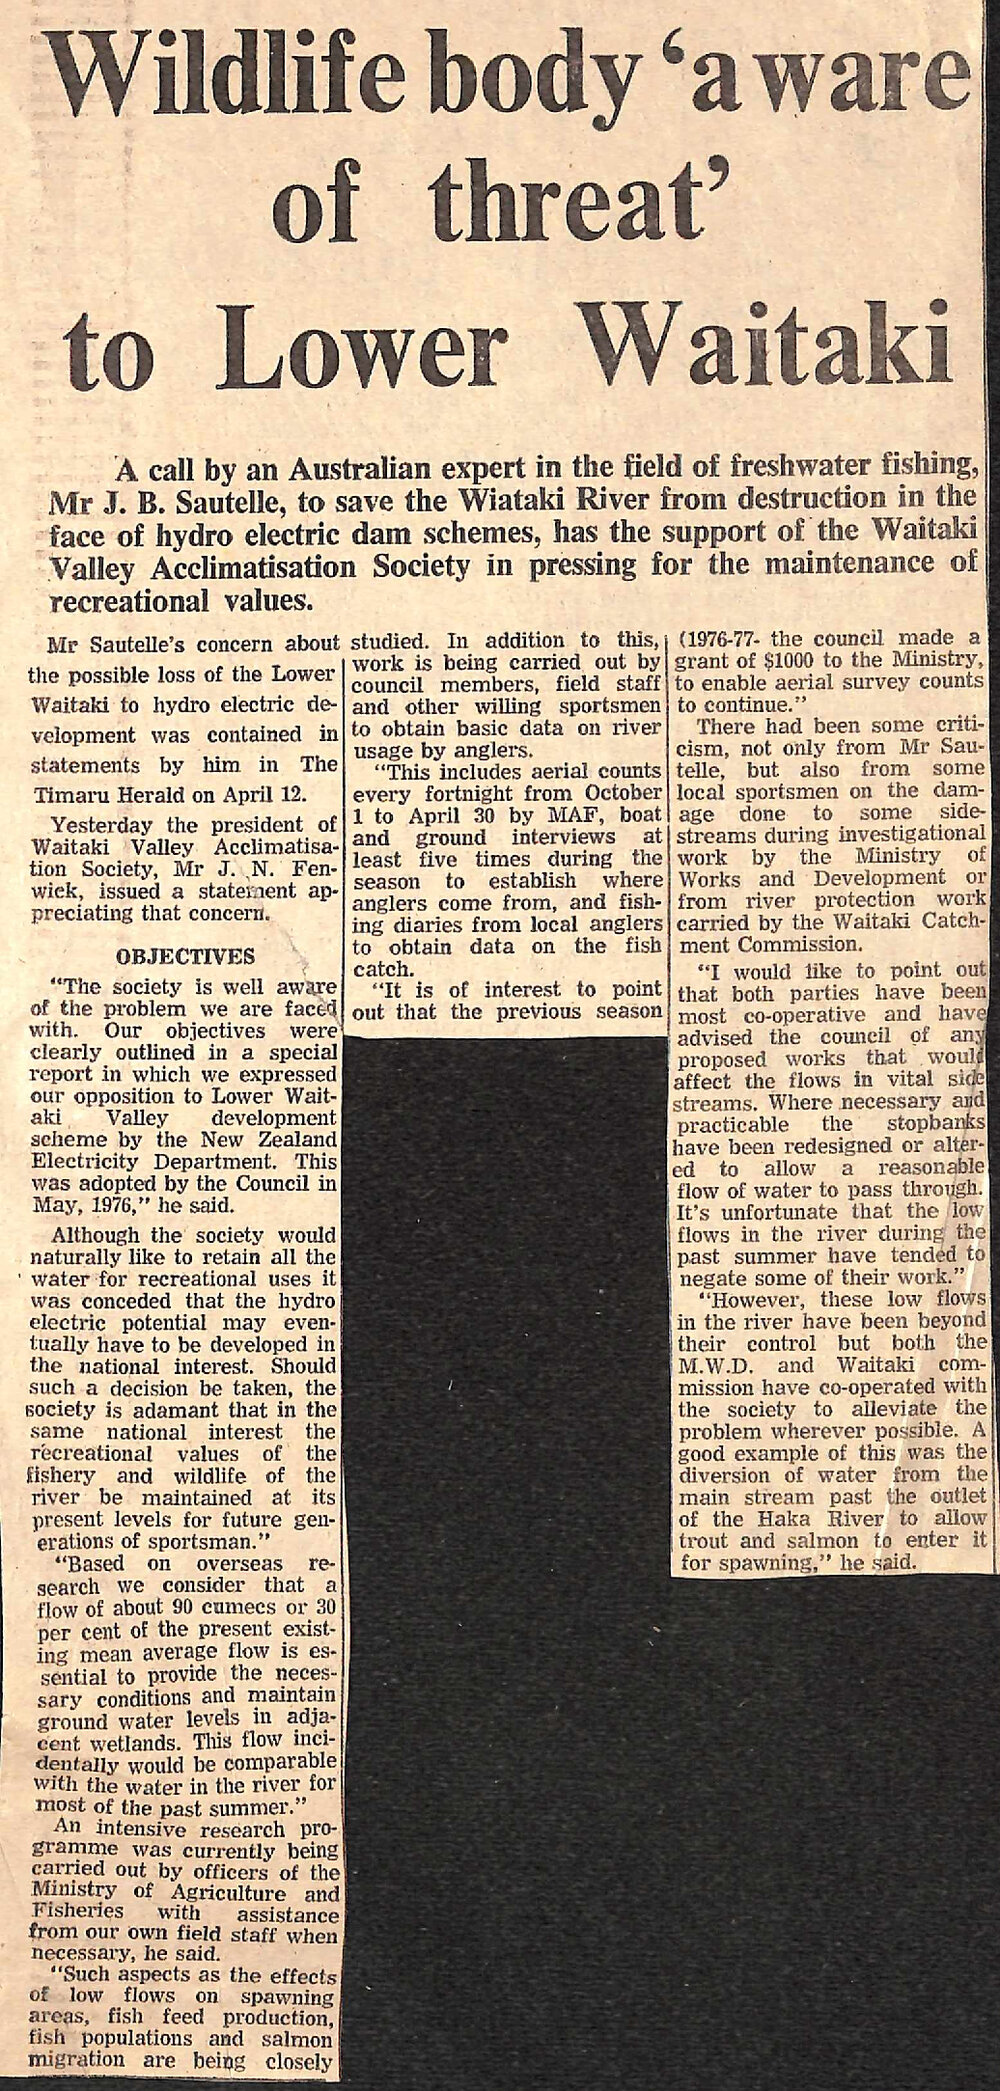 Wildlife body ‘aware
of threat’
to Lower Waitaki
A call by an Australian expert in the field of freshwater fishing,
Mr J. B. Sautelle, to save the Wiataki River from destruction in the
face of hydro electric dam schemes, has the support of the Waitaki
Valley Acclimatisation Society in pressing for the maintenance of
recreational values.
Mr Sautelle’s concern about
the possible loss of the Lower
Waitaki to hydro electric de-
velopment was contained in
statements by him in The
Timaru Herald on April 12.
Yesterday the president of
Waitaki Valley Acclimatisa-
tion Society, Mr J. N. Fen-
wick, issued a statement ap-
preciating that concern.
OBJECTIVES
“The society is well aware
of the problem we are faced
with. Our objectives were
clearly outlined in a special
report in which we expressed
our opposition to Lower Wait-
aki Valley development
scheme by the New Zealand
Electricity Department. This
was adopted by the Council in
May, 1976,” he said.
Although the society would
naturally like to retain all the
water for recreational uses it
was conceded that the hydro
electric potential may even-
tually have to be developed in
the national interest. Should
such a decision be taken, the
society is adamant that in the
same national interest the
recreational values of the
fishery and wildlife of the
river be maintained at its
present levels for future gen-
erations of sportsman.”
“Based on overseas re-
search we consider that a
flow of about 90 cumecs or 30
per cent of the present exist-
ing mean average flow is es-
sential to provide the neces-
sary conditions and maintain
ground water levels in adja-
cent wetlands. This flow inci-
dentally would be comparable
with the water in the river for
most of the past summer.”
An intensive research pro-
gramme was currently being
carried out by officers of the
Ministry of Agriculture and
Fisheries with assistance
from our own field staff when
necessary, he said.
“Such aspects as the effects
of low flows on spawning
areas, fish feed production,
fish populations and salmon
migration are being closely
studied. In addition to this,
work is being carried out by
council members, field staff
and other willing sportsmen
to obtain basic data on river
usage by anglers.
“This includes aerial counts
every fortnight from October
1 to April 30 by MAF, boat
and ground interviews at
least five times during the
season to establish where
anglers come from, and fish-
ing diaries from local anglers
to obtain data on the fish
catch.
“It is of interest to point
out that the previous season
(1976-77- the council made a
grant of $1000 to the Ministry,
to enable aerial survey counts
to continue.”
There had been some criti-
cism, not only from Mr Sau-
telle, but also from some
local sportsmen on the dam-
age done to some side-
streams during investigational
work by the Ministry of
Works and Development or
from river protection work
carried by the Waitaki Catch-
ment Commission.
“I would like to point out
that both parties have been
most co-operative and have
advised the council of any
proposed works that would
affect the flows in vital side
streams. Where necessary and
practicable the stopbanks
have been redesigned or alter-
ed to allow a reasonable
flow of water to pass through.
It’s unfortunate that the low
flows in the river during the
past summer have tended to
negate some of their work.”
“However, these low flows
in the river have been beyond
their control but both the
M.W.D. and Waitaki com-
mission have co-operated with
the society to alleviate the
problem wherever possible. A
good example of this was the
diversion of water from the
main stream past the outlet
of the Haka River to allow
trout and salmon to enter it
for spawning,” he said.